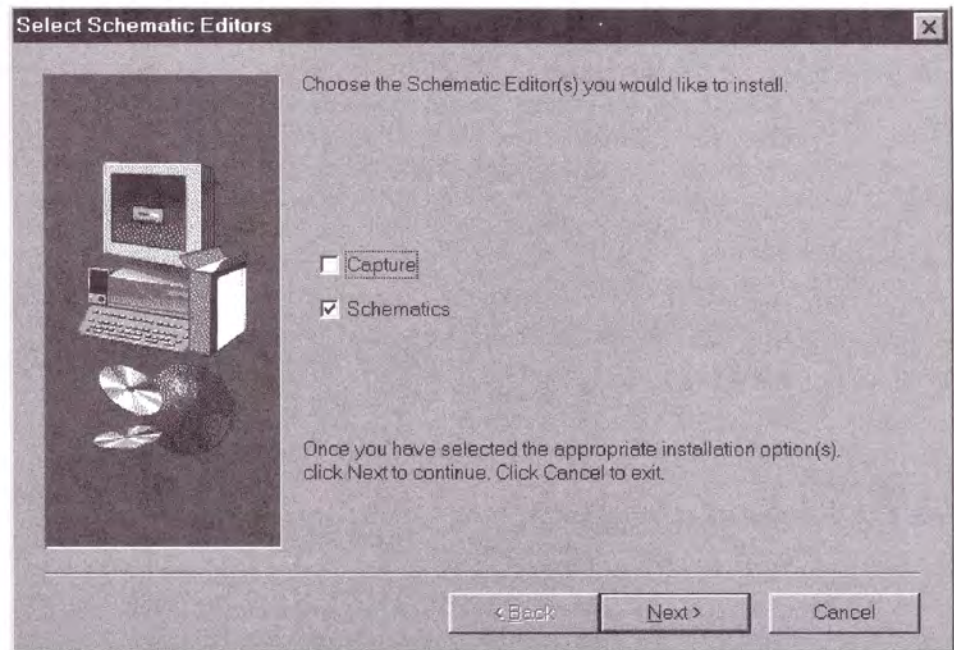 Select Schematic Editors
Choose the Schematic Editor(s) you would like to install.
Capture
Schematics
Once you have selected the appropriate installation option(s),
click Next to continue. Click Cancel to exit.
< Back
Next >
Cancel